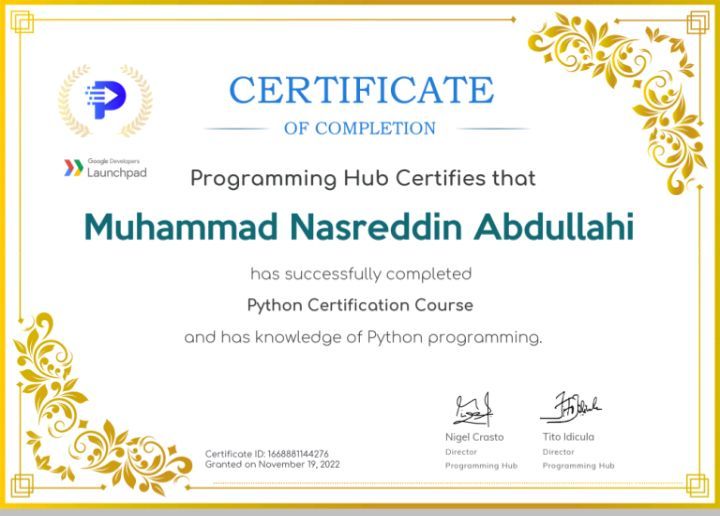 CERTIFICATE
OF COMPLETION
Google Developers
Launchpad
Programming Hub Certifies that
Muhammad Nasreddin Abdullahi
has successfully completed
Python Certification Course
and has knowledge of Python programming.
Nigel Crasto
Director
Programming Hub
Tito Idicula
Director
Programming Hub
Certificate ID: 1668881144276
Granted on November 19, 2022